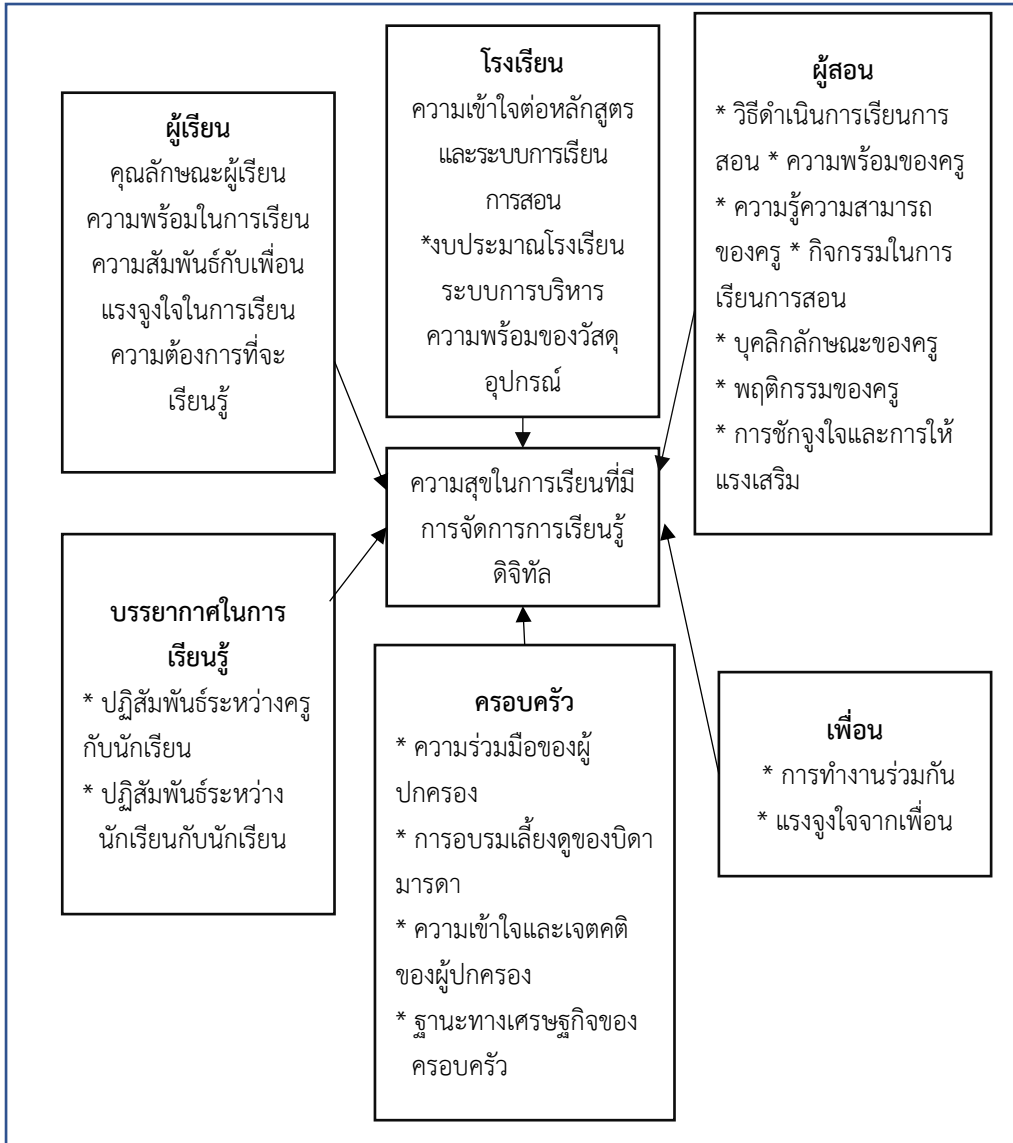 ผู้เรียน
คุณลักษณะผู้เรียน
ความพร้อมในการเรียน
ความสัมพันธ์กับเพื่อน
แรงจูงใจในการเรียน
ความต้องการที่จะ
เรียนรู้
โรงเรียน
ความเข้าใจต่อหลักสูตร
และระบบการเรียน
การสอน
*งบประมาณโรงเรียน
ระบบการบริหาร
ความพร้อมของวัสดุ
อุปกรณ์
ผู้สอน
* วิธีดำเนินการเรียนการ
สอน * ความพร้อมของครู
* ความรู้ความสามารถ
ของครู * กิจกรรมในการ
เรียนการสอน
* บุคลิกลักษณะของครู
* พฤติกรรมของครู
* การชักจูงใจและการให้
แรงเสริม
ความสุขในการเรียนที่มี
การจัดการการเรียนรู้
ดิจิทัล
บรรยากาศในการ
เรียนรู้
* ปฏิสัมพันธ์ระหว่างครู
กับนักเรียน
* ปฏิสัมพันธ์ระหว่าง
นักเรียนกับนักเรียน
ครอบครัว
* ความร่วมมือของผู้
ปกครอง
* การอบรมเลี้ยงดูของบิดา
มารดา
* ความเข้าใจและเจตคติ
ของผู้ปกครอง
* ฐานะทางเศรษฐกิจของ
ครอบครัว
เพื่อน
* การทำงานร่วมกัน
* แรงจูงใจจากเพื่อน